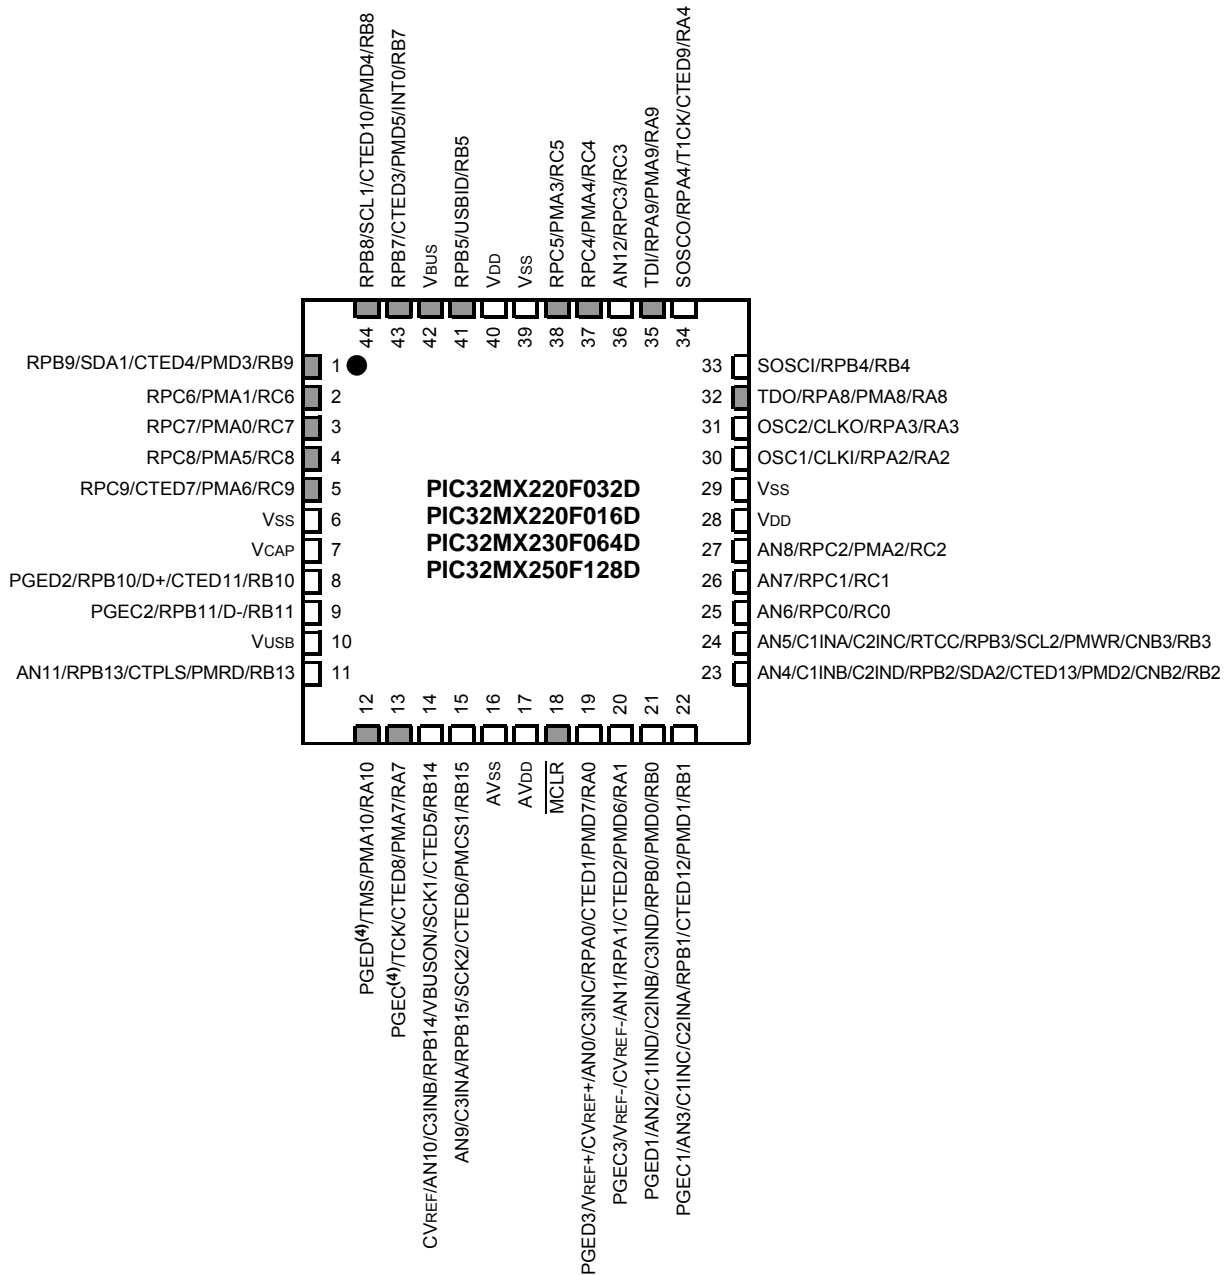 RPB8/SCL1/CTED10/PMD4/RB8
RPB7/CTED3/PMD5/INT0/RB7
VBUS
RPB5/USBID/RB5
VDD
VSS
RPC5/PMA3/RC5
RPC4/PMA4/RC4
AN12/RPC3/RC3
TDI/RPA9/PMA9/RA9
SOSCO/RPA4/T1CK/CTED9/RA4
44
43
42
41
40
39
38
37
36
35
34
RPB9/SDA1/CTED4/PMD3/RB9 1
RPC6/PMA1/RC6 2
RPC7/PMA0/RC7 3
RPC8/PMA5/RC8 4
RPC9/CTED7/PMA6/RC9 5
VSS 6
VCAP 7
PGED2/RPB10/D+/CTED11/RB10 8
PGEC2/RPB11/D-/RB11 9
VUSB 10
AN11/RPB13/CTPLS/PMRD/RB13 11
PIC32MX220F032D
PIC32MX220F016D
PIC32MX230F064D
PIC32MX250F128D
33 SOSCI/RPB4/RB4
32 TDO/RPA8/PMA8/RA8
31 OSC2/CLKO/RPA3/RA3
30 OSC1/CLKI/RPA2/RA2
29 VSS
28 VDD
27 AN8/RPC2/PMA2/RC2
26 AN7/RPC1/RC1
25 AN6/RPC0/RC0
24 AN5/C1INA/C2INC/RTCC/RPB3/SCL2/PMWR/CNB3/RB3
23 AN4/C1INB/C2IND/RPB2/SDA2/CTED13/PMD2/CNB2/RB2
12
13
14
15
16
17
18
19
20
21
22
PGED(4)/TMS/PMA10/RA10
PGEC(4)/TCK/CTED8/PMA7/RA7
CVREF/AN10/C3INB/RPB14/VBUSON/SCK1/CTED5/RB14
AN9/C3INA/RPB15/SCK2/CTED6/PMCS1/RB15
AVSS
AVDD
MCLR
PGED3/VREF+/CVREF+/AN0/C3INC/RPA0/CTED1/PMD7/RA0
PGEC3/VREF-/CVREF-/AN1/RPA1/CTED2/PMD6/RA1
PGED1/AN2/C1IND/C2INB/C3IND/RPB0/PMD0/RB0
PGEC1/AN3/C1INC/C2INA/RPB1/CTED12/PMD1/RB1